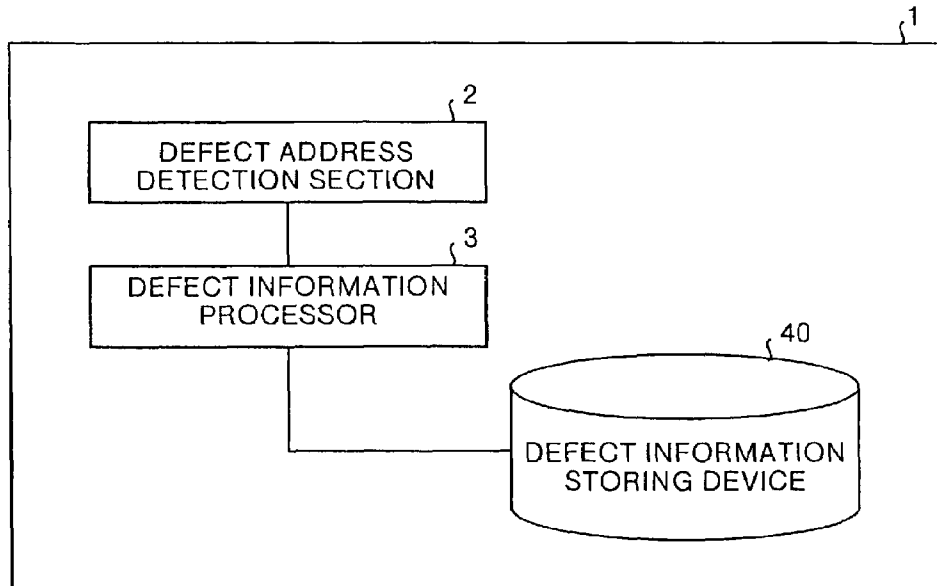 1
2
DEFECT ADDRESS
DETECTION SECTION
3
DEFECT INFORMATION
PROCESSOR
40
DEFECT INFORMATION
STORING DEVICE